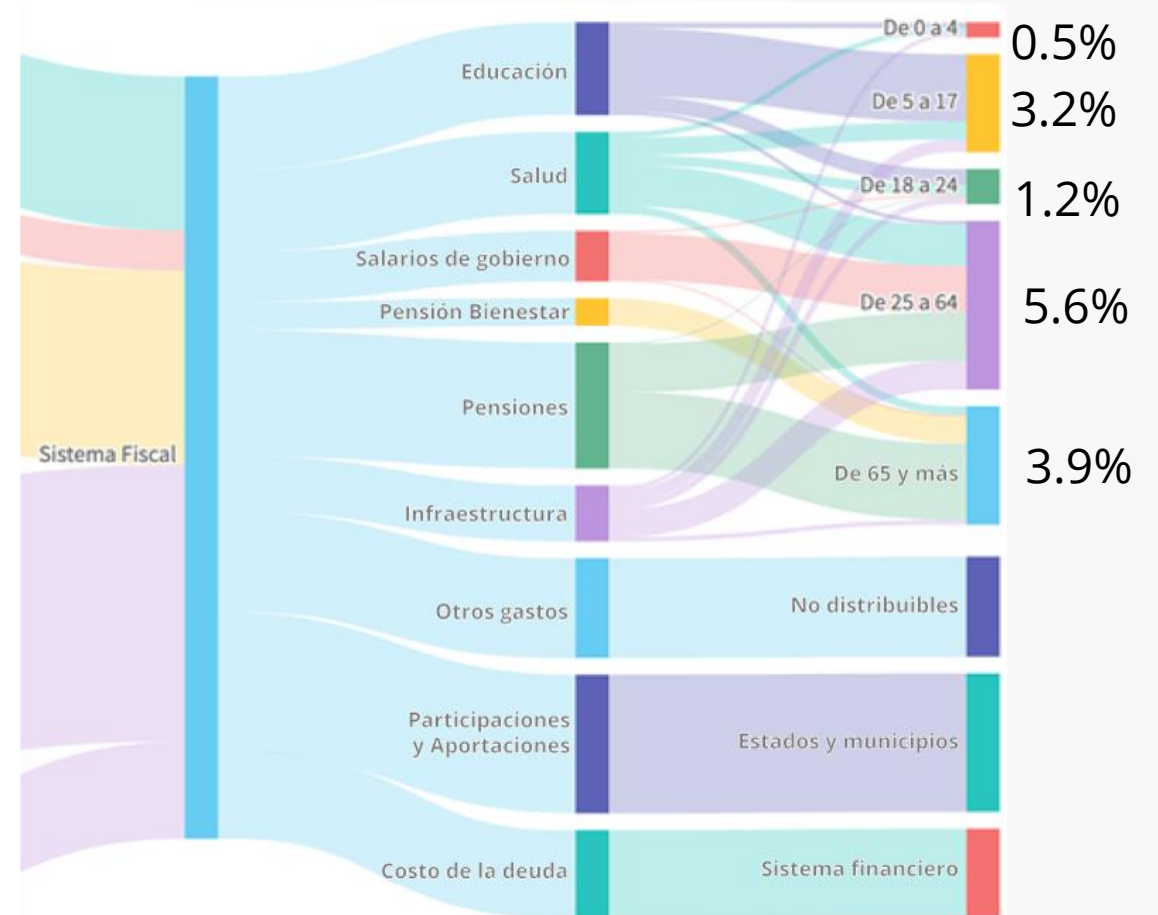 Sistema Fiscal
Educación
Salud
Salarios de gobierno
Pensión Bienestar
Pensiones
Infraestructura
Otros gastos
Participaciones
y Aportaciones
Costo de la deuda
De 0 a 4
0.5%
De 5 a 17
3.2%
De 18 a 24
1.2%
De 25 a 64
5.6%
De 65 y más
3.9%
No distribuibles
Estados y municipios
Sistema financiero